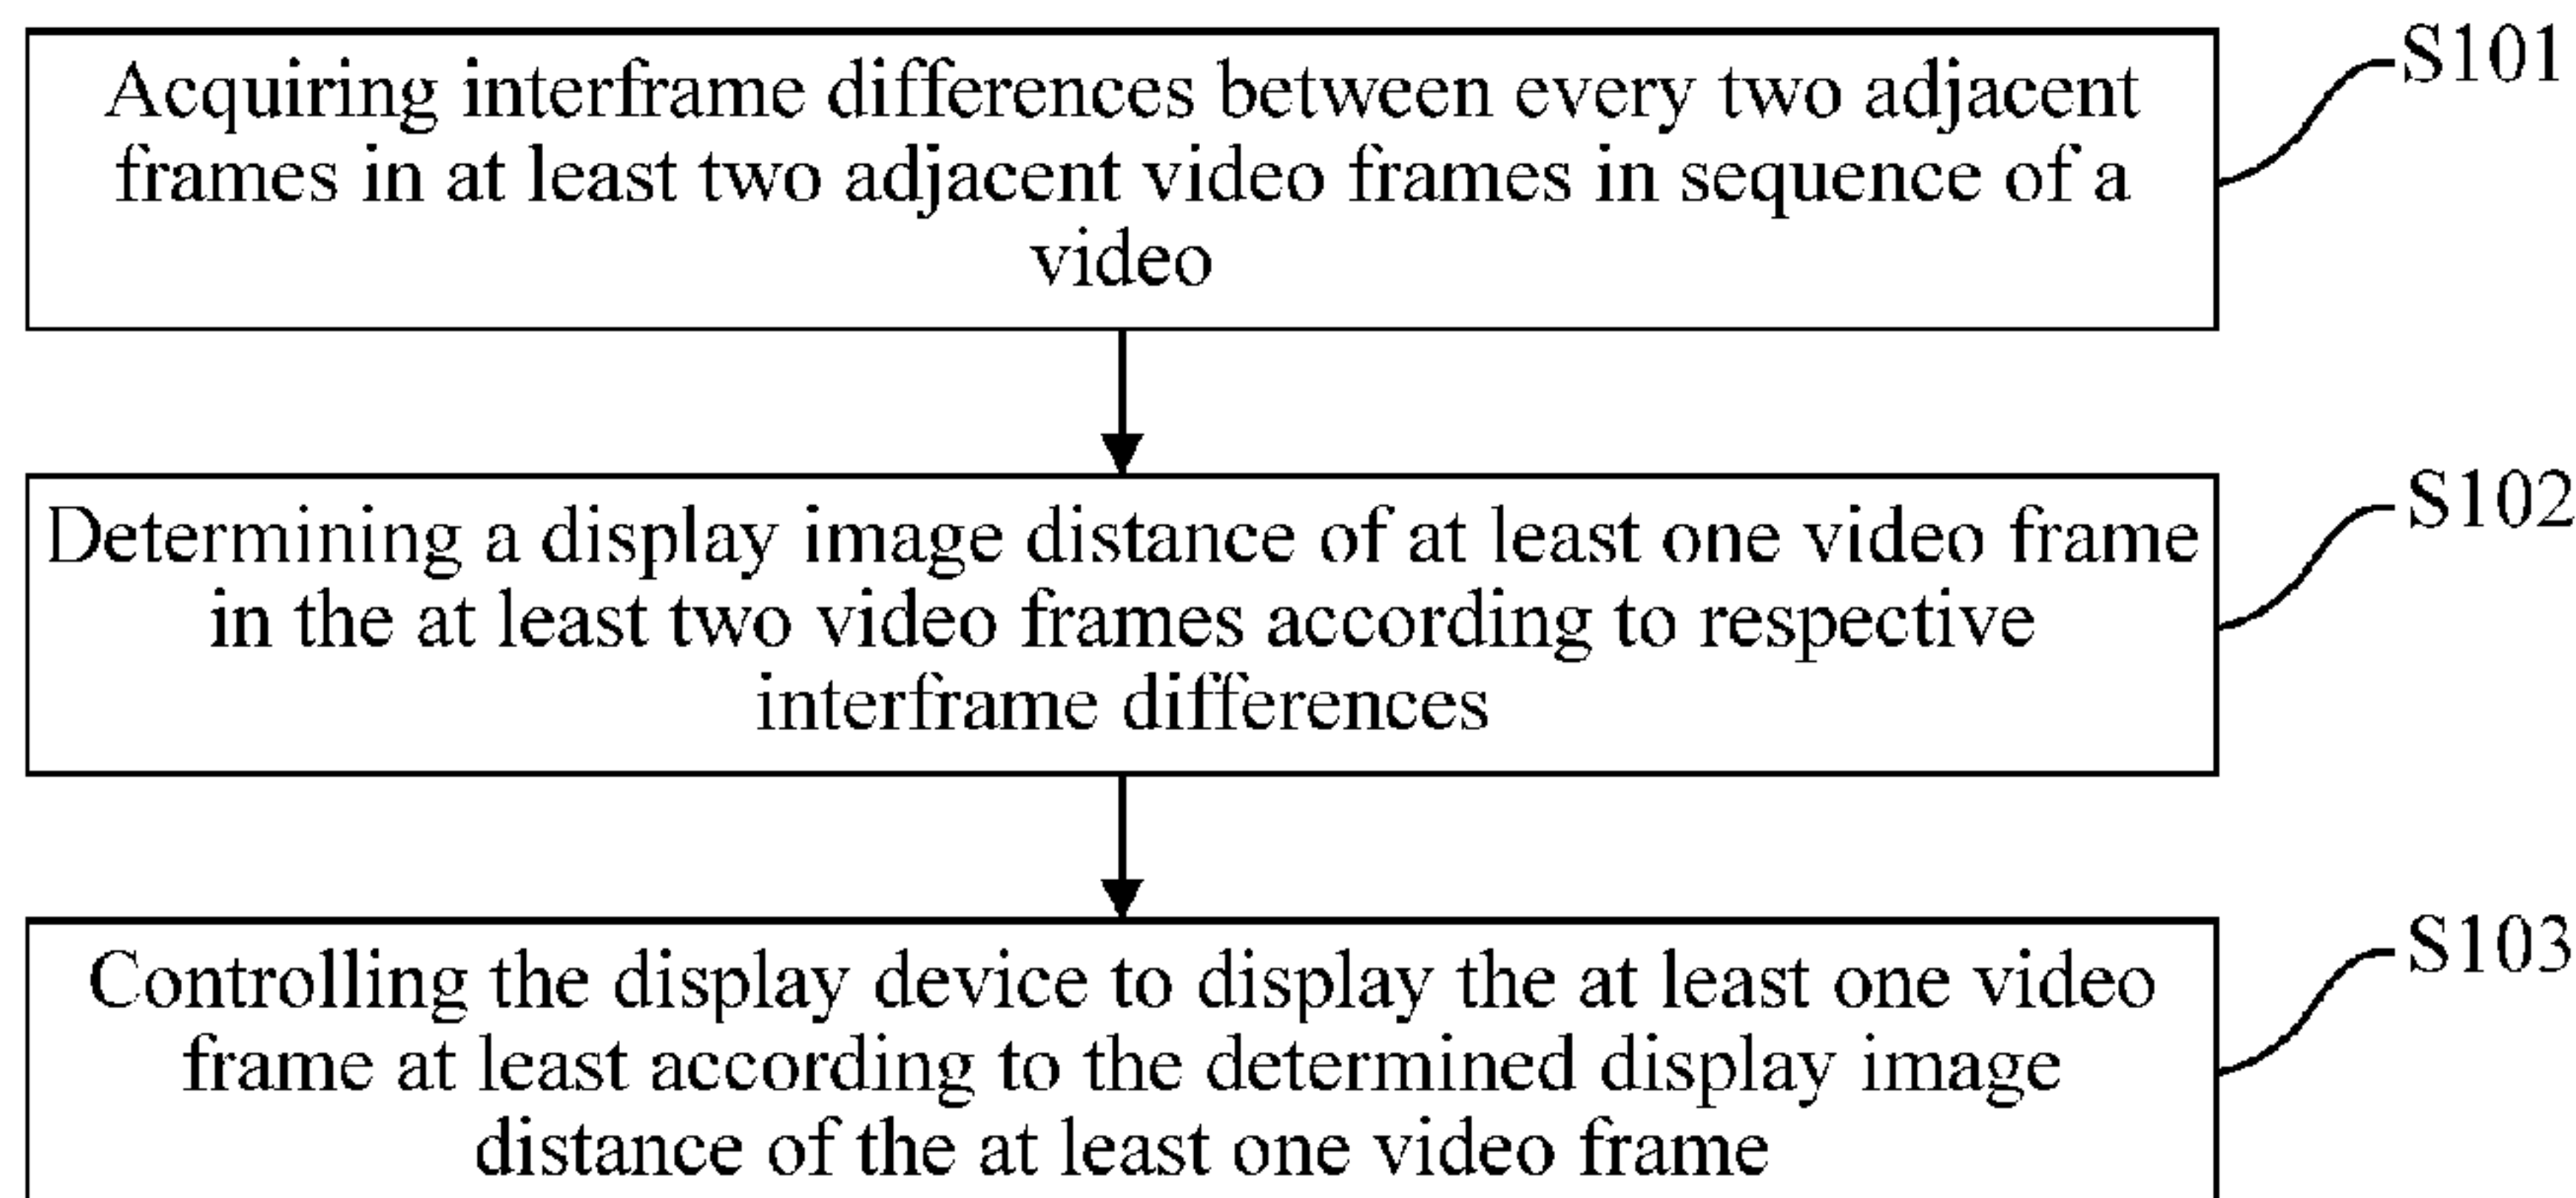 Acquiring interframe differences between every two adjacent
frames in at least two adjacent video frames in sequence of a
video
S101
Determining a display image distance of at least one video frame
in the at least two video frames according to respective
interframe differences
S102
Controlling the display device to display the at least one video
frame at least according to the determined display image
distance of the at least one video frame
S103